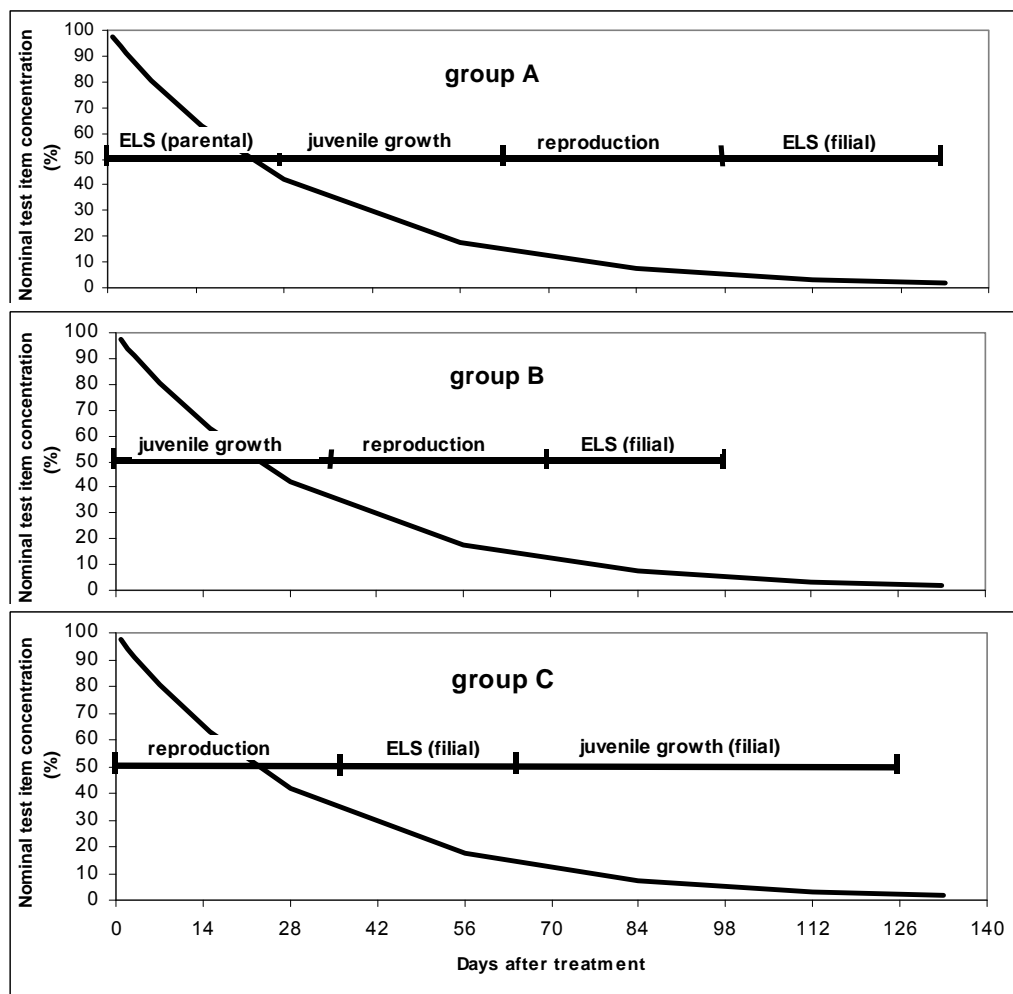 Nominal test item concentration
(%)
100
90
80
70
60
50
40
30
20
10
0
group A
ELS (parental)
juvenile growth
reproduction
ELS (filial)
Nominal test item concentration
(%)
100
90
80
70
60
50
40
30
20
10
0
group B
juvenile growth
reproduction
ELS (filial)
Nominal test item concentration
(%)
100
90
80
70
60
50
40
30
20
10
0
group C
reproduction
ELS (filial)
juvenile growth (filial)
0 14 28 42 56 70 84 98 112 126 140
Days after treatment